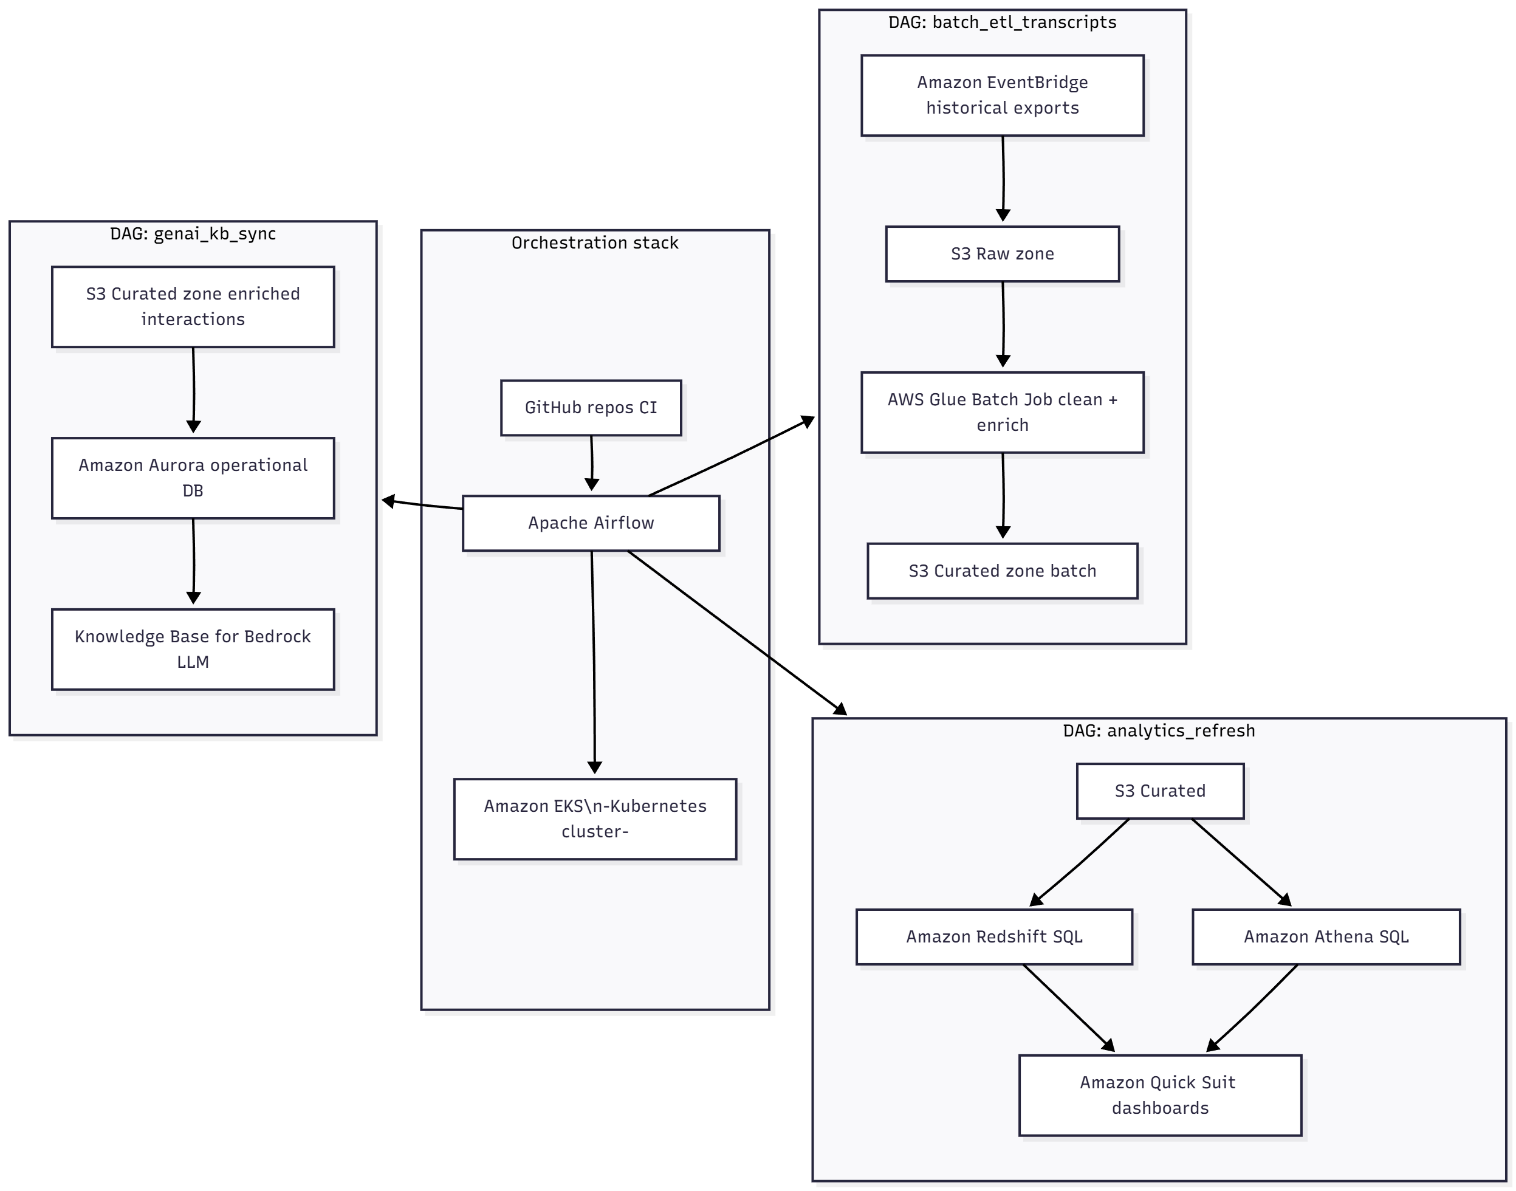 DAG: genai_kb_sync
S3 Curated zone enriched
interactions
Amazon Aurora operational
DB
Knowledge Base for Bedrock
LLM
Orchestration stack
GitHub repos CI
Apache Airflow
Amazon EKS\n-Kubernetes
cluster-
DAG: batch_etl_transcripts
Amazon EventBridge
historical exports
S3 Raw zone
AWS Glue Batch Job clean +
enrich
S3 Curated zone batch
DAG: analytics_refresh
S3 Curated
Amazon Redshift SQL
Amazon Athena SQL
Amazon Quick Suit
dashboards